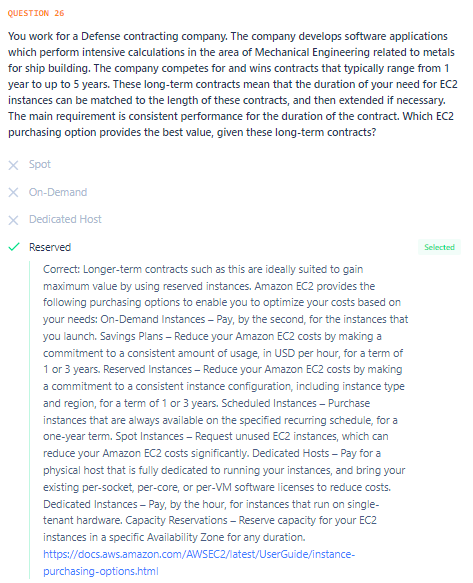 QUESTION 26
You work for a Defense contracting company. The company develops software applications
which perform intensive calculations in the area of Mechanical Engineering related to metals
for ship building. The company competes for and wins contracts that typically range from 1
year to up to 5 years. These long-term contracts mean that the duration of your need for EC2
instances can be matched to the length of these contracts, and then extended if necessary.
The main requirement is consistent performance for the duration of the contract. Which EC2
purchasing option provides the best value, given these long-term contracts?
Spot
On-Demand
Dedicated Host
Reserved
Selected
Correct: Longer-term contracts such as this are ideally suited to gain
maximum value by using reserved instances. Amazon EC2 provides the
following purchasing options to enable you to optimize your costs based on
your needs: On-Demand Instances – Pay, by the second, for the instances that
you launch. Savings Plans – Reduce your Amazon EC2 costs by making a
commitment to a consistent amount of usage, in USD per hour, for a term of
1 or 3 years. Reserved Instances – Reduce your Amazon EC2 costs by making
a commitment to a consistent instance configuration, including instance type
and region, for a term of 1 or 3 years. Scheduled Instances – Purchase
instances that are always available on the specified recurring schedule, for a
one-year term. Spot Instances – Request unused EC2 instances, which can
reduce your Amazon EC2 costs significantly. Dedicated Hosts – Pay for a
physical host that is fully dedicated to running your instances, and bring your
existing per-socket, per-core, or per-VM software licenses to reduce costs.
Dedicated Instances – Pay, by the hour, for instances that run on single-
tenant hardware. Capacity Reservations – Reserve capacity for your EC2
instances in a specific Availability Zone for any duration.
https://docs.aws.amazon.com/AWSEC2/latest/UserGuide/instance-
purchasing-options.html